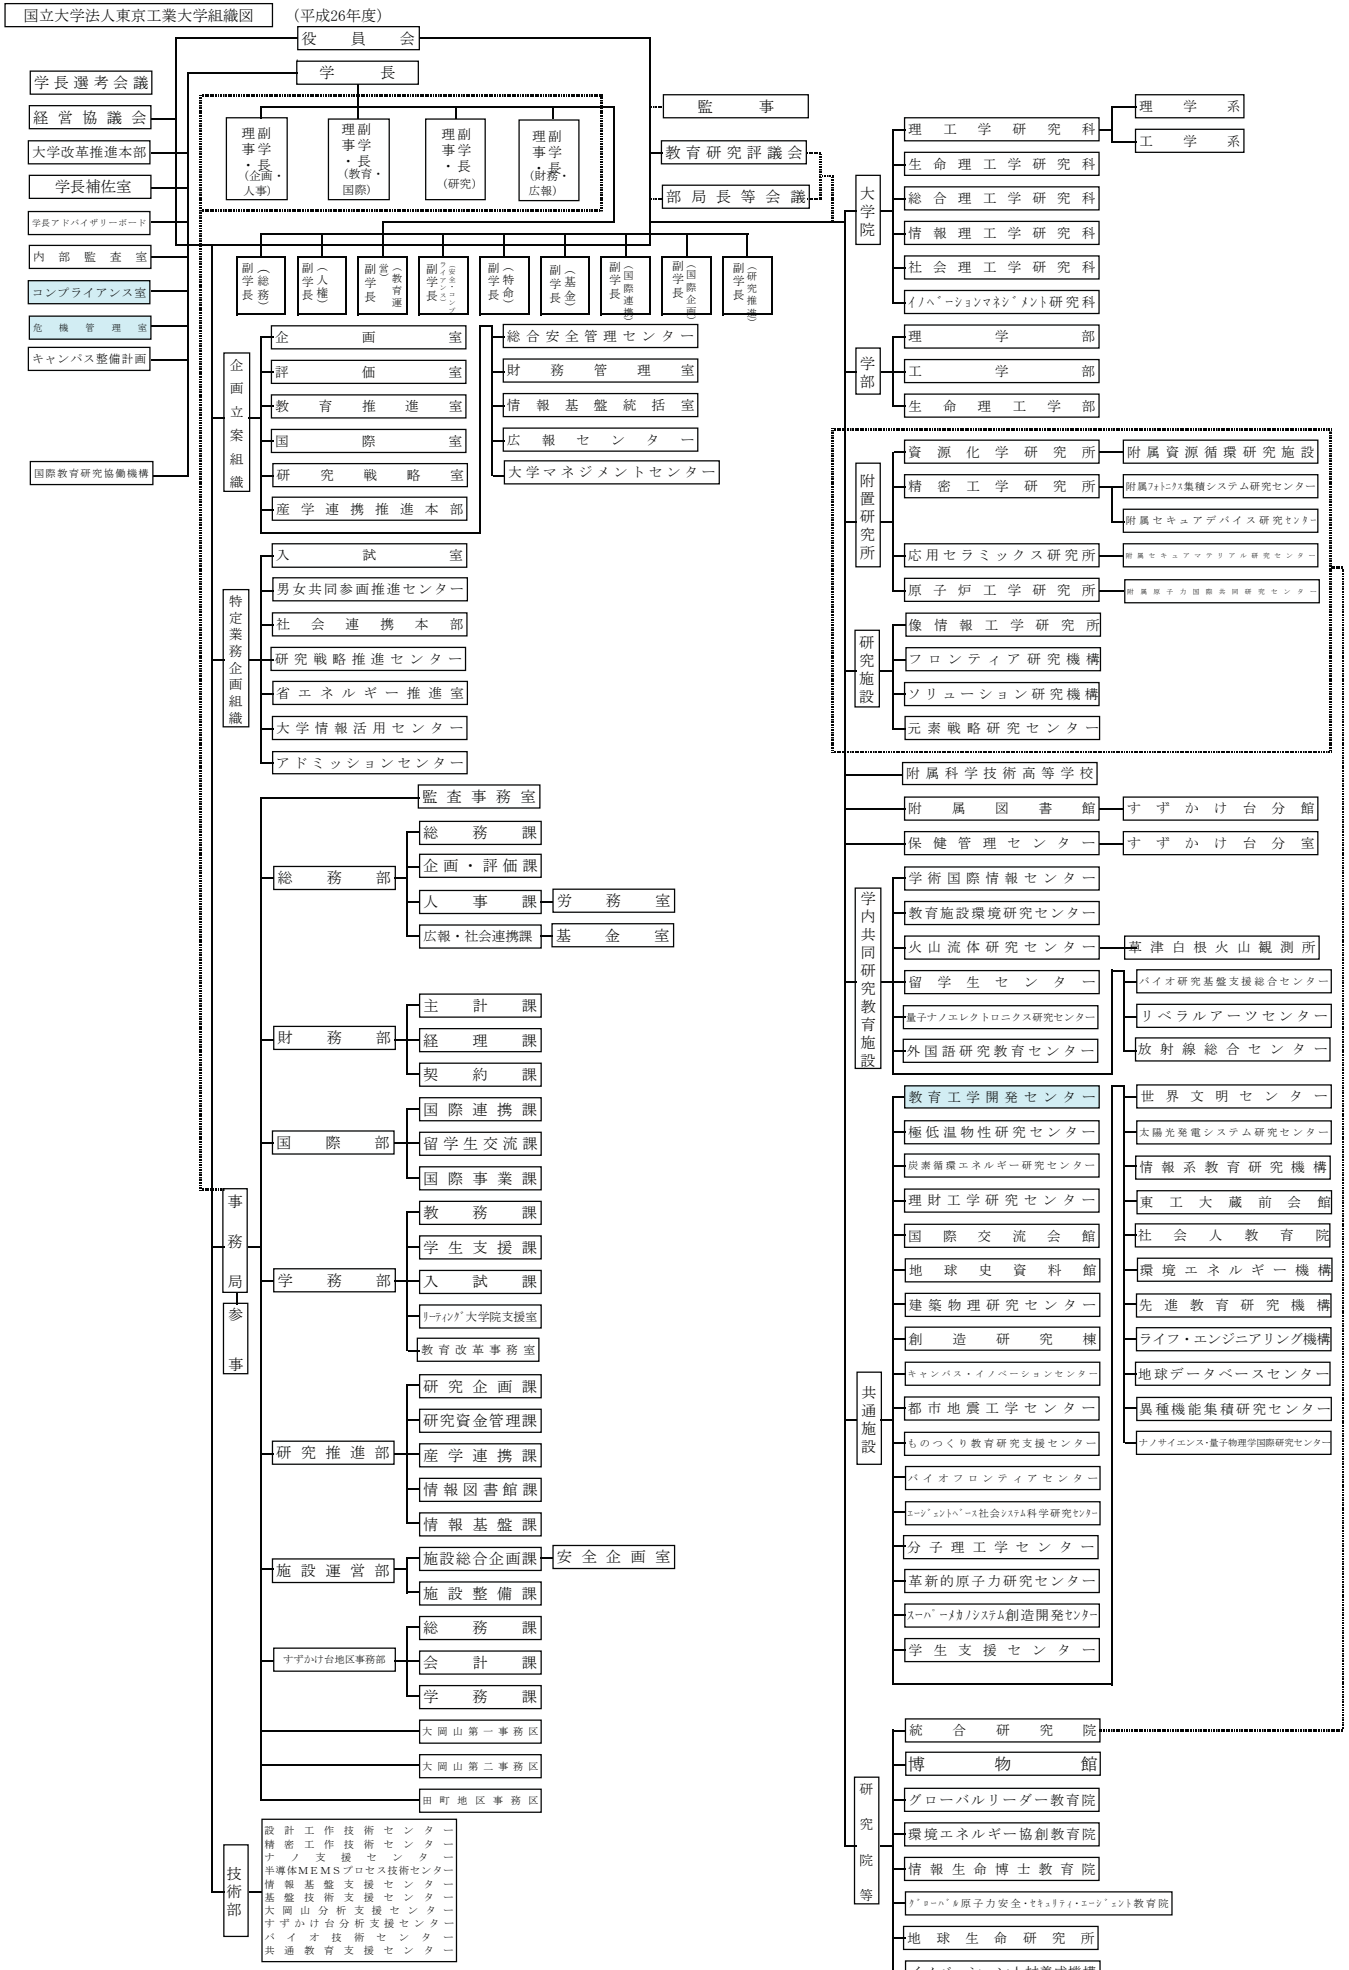 国立大学法人東京工業大学組織図
(平成26年度)
役員会
学長
学長選考会議
経営協議会
大学改革推進本部
学長補佐室
学長アドバイザリーボード
内部監査室
コンプライアンス室
危機管理室
キャンパス整備計画
国際教育研究協働機構
理事・副学長(企画・人事)
理事・副学長(教育・国際)
理事・副学長(研究)
理事・副学長(財務・広報)
監事
教育研究評議会
部局長等会議
副学長(総務)
副学長(人権)
副学長(教育運営)
副学長(安全・コンプライアンス)
副学長(特命)
副学長(基金)
副学長(国際連携)
副学長(国際企画)
副学長(研究推進)
企画立案組織
企画室
評価室
教育推進室
国際室
研究戦略室
産学連携推進本部
総合安全管理センター
財務管理室
情報基盤統括室
広報センター
大学マネジメントセンター
特定業務企画組織
入試室
男女共同参画推進センター
社会連携本部
研究戦略推進センター
省エネルギー推進室
大学情報活用センター
アドミッションセンター
事務局
参事
監査事務室
総務部
総務課
企画・評価課
人事課
労務室
広報・社会連携課
基金室
財務部
主計課
経理課
契約課
国際部
国際連携課
留学生交流課
国際事業課
学務部
教務課
学生支援課
入試課
リーディング大学院支援室
教育改革事務室
研究推進部
研究企画課
研究資金管理課
産学連携課
情報図書館課
情報基盤課
施設運営部
施設総合企画課
安全企画室
施設整備課
すずかけ台地区事務部
総務課
会計課
学務課
大岡山第一事務区
大岡山第二事務区
田町地区事務区
技術部
設計工作技術センター
精密工作技術センター
ナノ支援センター
半導体MEMSプロセス技術センター
情報基盤支援センター
基盤技術支援センター
大岡山分析支援センター
すずかけ台分析支援センター
バイオ技術センター
共通教育支援センター
大学院
理工学研究科
理学系
工学系
生命理工学研究科
総合理工学研究科
情報理工学研究科
社会理工学研究科
イノベーションマネジメント研究科
学部
理学部
工学部
生命理工学部
附置研究所
資源化学研究所
附属資源循環研究施設
精密工学研究所
附属フォトニクス集積システム研究センター
附属セキュアデバイス研究センター
応用セラミックス研究所
附属セキュアマテリアル研究センター
原子炉工学研究所
附属原子力国際共同研究センター
研究施設
像情報工学研究所
フロンティア研究機構
ソリューション研究機構
元素戦略研究センター
附属科学技術高等学校
附属図書館
すずかけ台分館
保健管理センター
すずかけ台分室
学内共同研究教育施設
学術国際情報センター
教育施設環境研究センター
火山流体研究センター
草津白根火山観測所
留学生センター
量子ナノエレクトロニクス研究センター
外国語研究教育センター
バイオ研究基盤支援総合センター
リベラルアーツセンター
放射線総合センター
共通施設
教育工学開発センター
極低温物性研究センター
炭素循環エネルギー研究センター
理財工学研究センター
国際交流会館
地球史資料館
建築物理研究センター
創造研究棟
キャンパス・イノベーションセンター
都市地震工学センター
ものつくり教育研究支援センター
バイオフロンティアセンター
エージェントベース社会システム科学研究センター
分子理工学センター
革新的原子力研究センター
スーパーメカノシステム創造開発センター
学生支援センター
世界文明センター
太陽光発電システム研究センター
情報系教育研究機構
東工大蔵前会館
社会人教育院
環境エネルギー機構
先進教育研究機構
ライフ・エンジニアリング機構
地球データベースセンター
異種機能集積研究センター
ナノサイエンス・量子物理学国際研究センター
研究院等
統合研究院
博物館
グローバルリーダー教育院
環境エネルギー協創教育院
情報生命博士教育院
グローバル原子力安全・セキュリティ・エージェント教育院
地球生命研究所